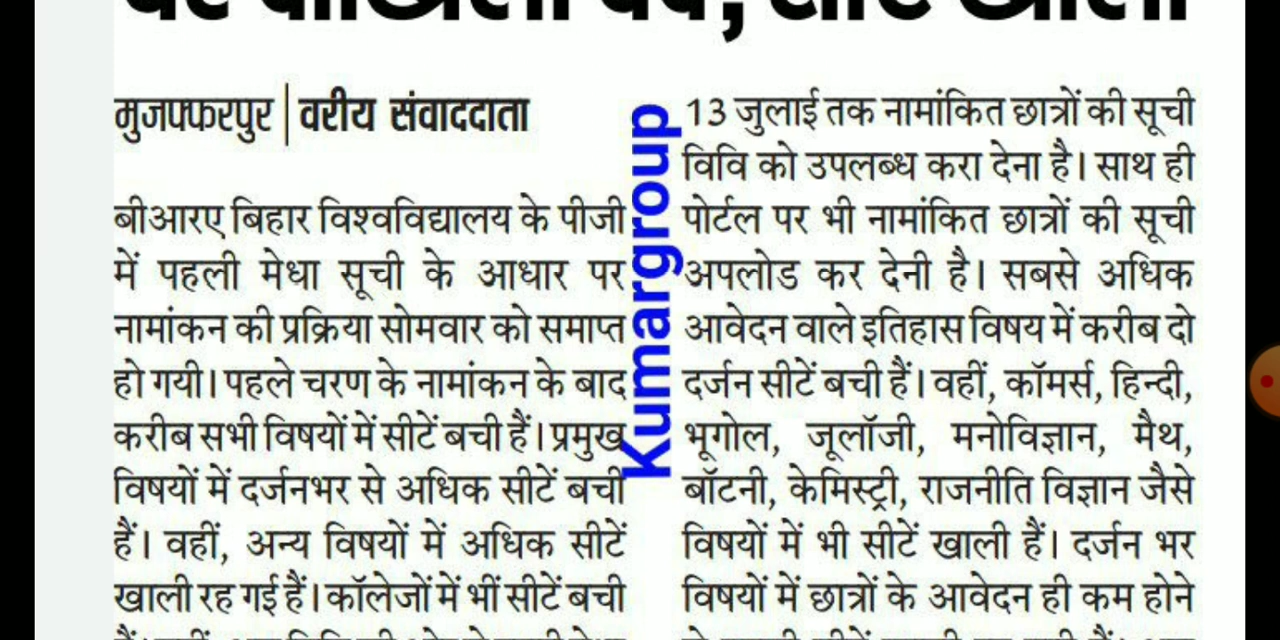 मुजफ्फरपुर | वरीय संवाददाता
बीआरए बिहार विश्वविद्यालय के पीजी
में पहली मेधा सूची के आधार पर
नामांकन की प्रक्रिया सोमवार को समाप्त
हो गयी। पहले चरण के नामांकन के बाद
करीब सभी विषयों में सीटें बची हैं। प्रमुख
विषयों में दर्जनभर से अधिक सीटें बची
हैं। वहीं, अन्य विषयों में अधिक सीटें
खाली रह गई हैं। कॉलेजों में भीं सीटें बची
Kumargroup
13 जुलाई तक नामांकित छात्रों की सूची
विवि को उपलब्ध करा देना है। साथ ही
पोर्टल पर भी नामांकित छात्रों की सूची
अपलोड कर देनी है। सबसे अधिक
आवेदन वाले इतिहास विषय में करीब दो
दर्जन सीटें बची हैं। वहीं, कॉमर्स, हिन्दी,
भूगोल, जूलॉजी, मनोविज्ञान, मैथ,
बॉटनी, केमिस्ट्री, राजनीति विज्ञान जैसे
विषयों में भी सीटें खाली हैं। दर्जन भर
विषयों में छात्रों के आवेदन ही कम होने